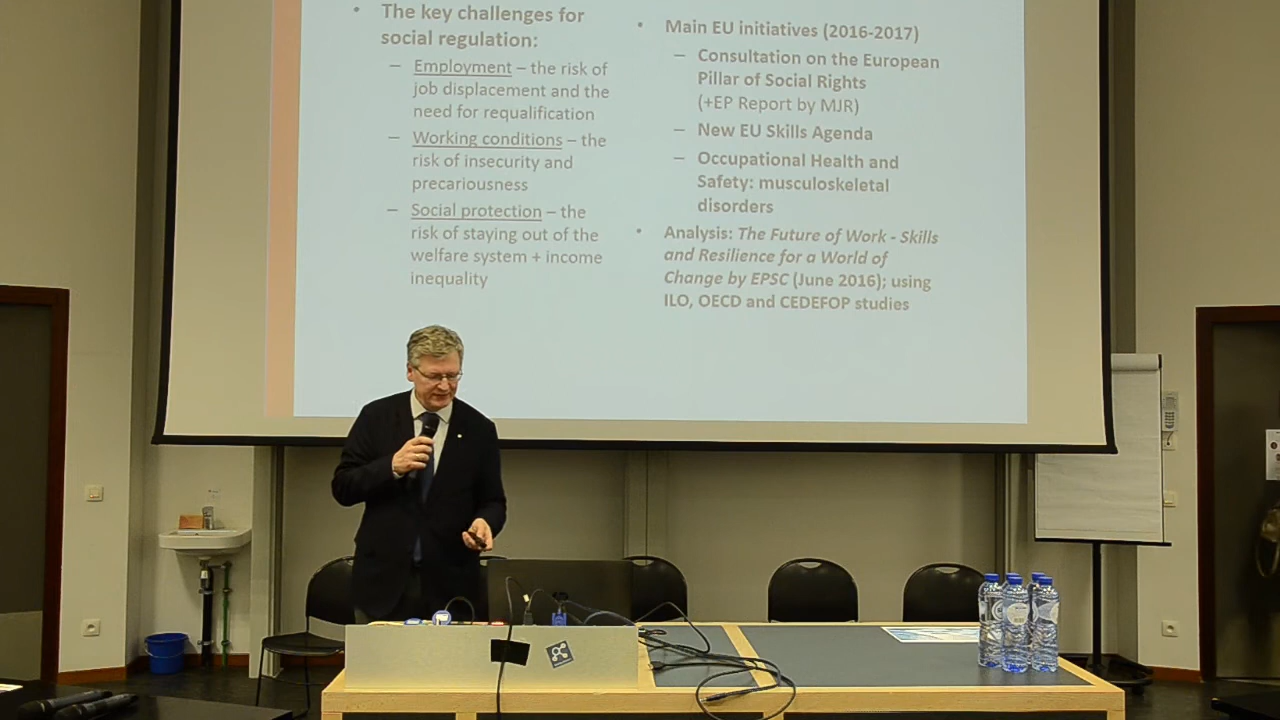 • The key challenges for
social regulation:
– Employment – the risk of
job displacement and the
need for requalification
– Working conditions – the
risk of insecurity and
precariousness
– Social protection – the
risk of staying out of the
welfare system + income
inequality
• Main EU initiatives (2016-2017)
– Consultation on the European
Pillar of Social Rights
(+EP Report by MJR)
– New EU Skills Agenda
– Occupational Health and
Safety: musculoskeletal
disorders
• Analysis: The Future of Work - Skills
and Resilience for a World of
Change by EPSC (June 2016); using
ILO, OECD and CEDEFOP studies